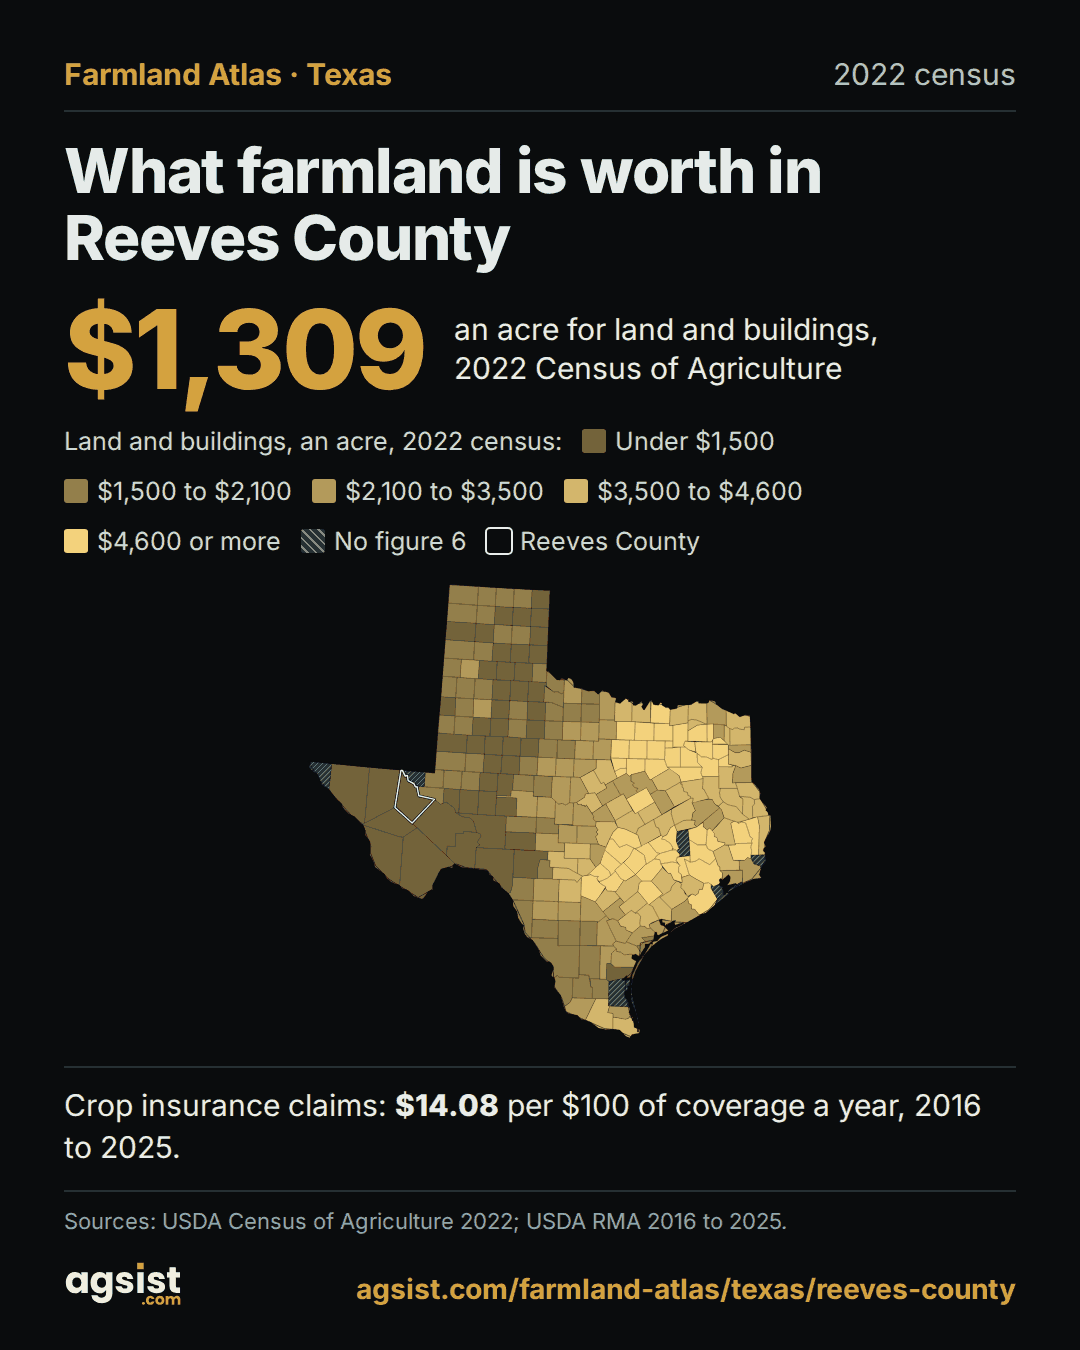 Farmland Atlas · Texas
2022 census
What farmland is worth in
Reeves County
$1,309
an acre for land and buildings,
2022 Census of Agriculture
Land and buildings, an acre, 2022 census: Under $1,500
$1,500 to $2,100 $2,100 to $3,500 $3,500 to $4,600
$4,600 or more No figure 6 Reeves County
Crop insurance claims: $14.08 per $100 of coverage a year, 2016
to 2025.
Sources: USDA Census of Agriculture 2022; USDA RMA 2016 to 2025.
agsist
.com
agsist.com/farmland-atlas/texas/reeves-county